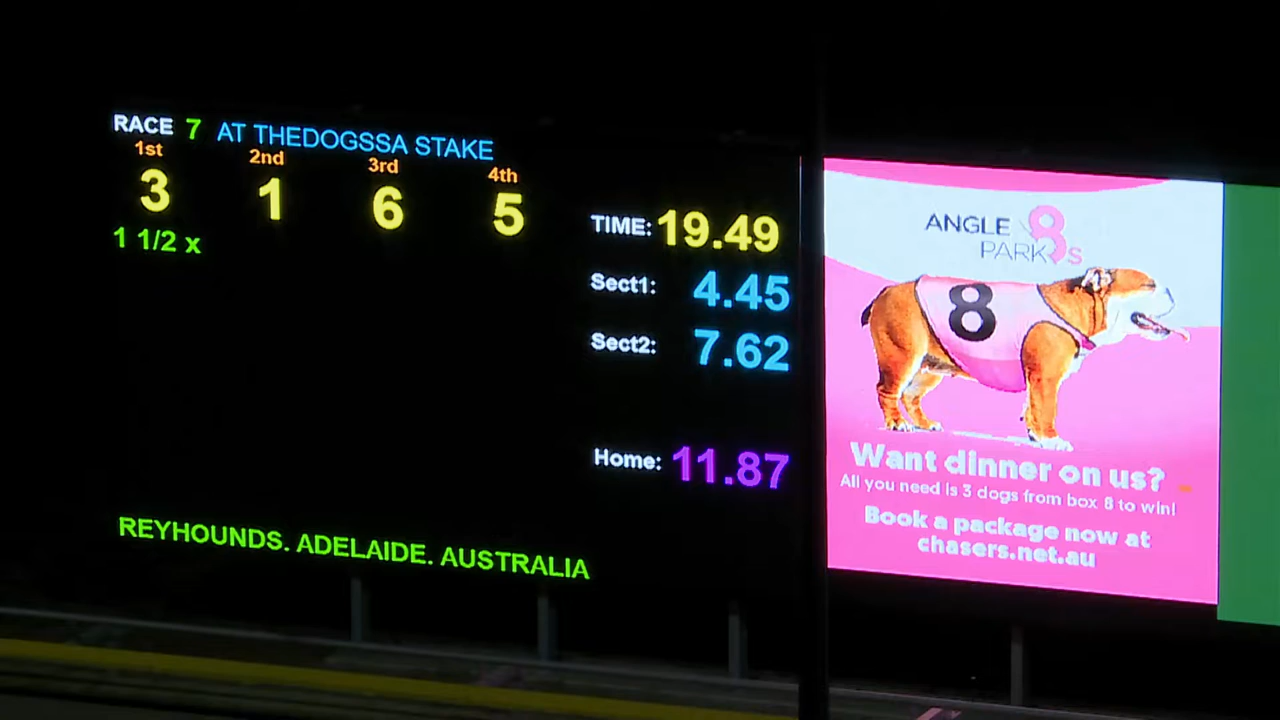 RACE 7 AT THEDOGSSA STAKE
1st 2nd 3rd 4th
3 1 6 5
1 1/2 x
TIME: 19.49
Sect1: 4.45
Sect2: 7.62
Home: 11.87
REYHOUNDS. ADELAIDE. AUSTRALIA
ANGLE 8s
PARK
8
Want dinner on us?
All you need is 3 dogs from box 8 to win!
Book a package now at
chasers.net.au